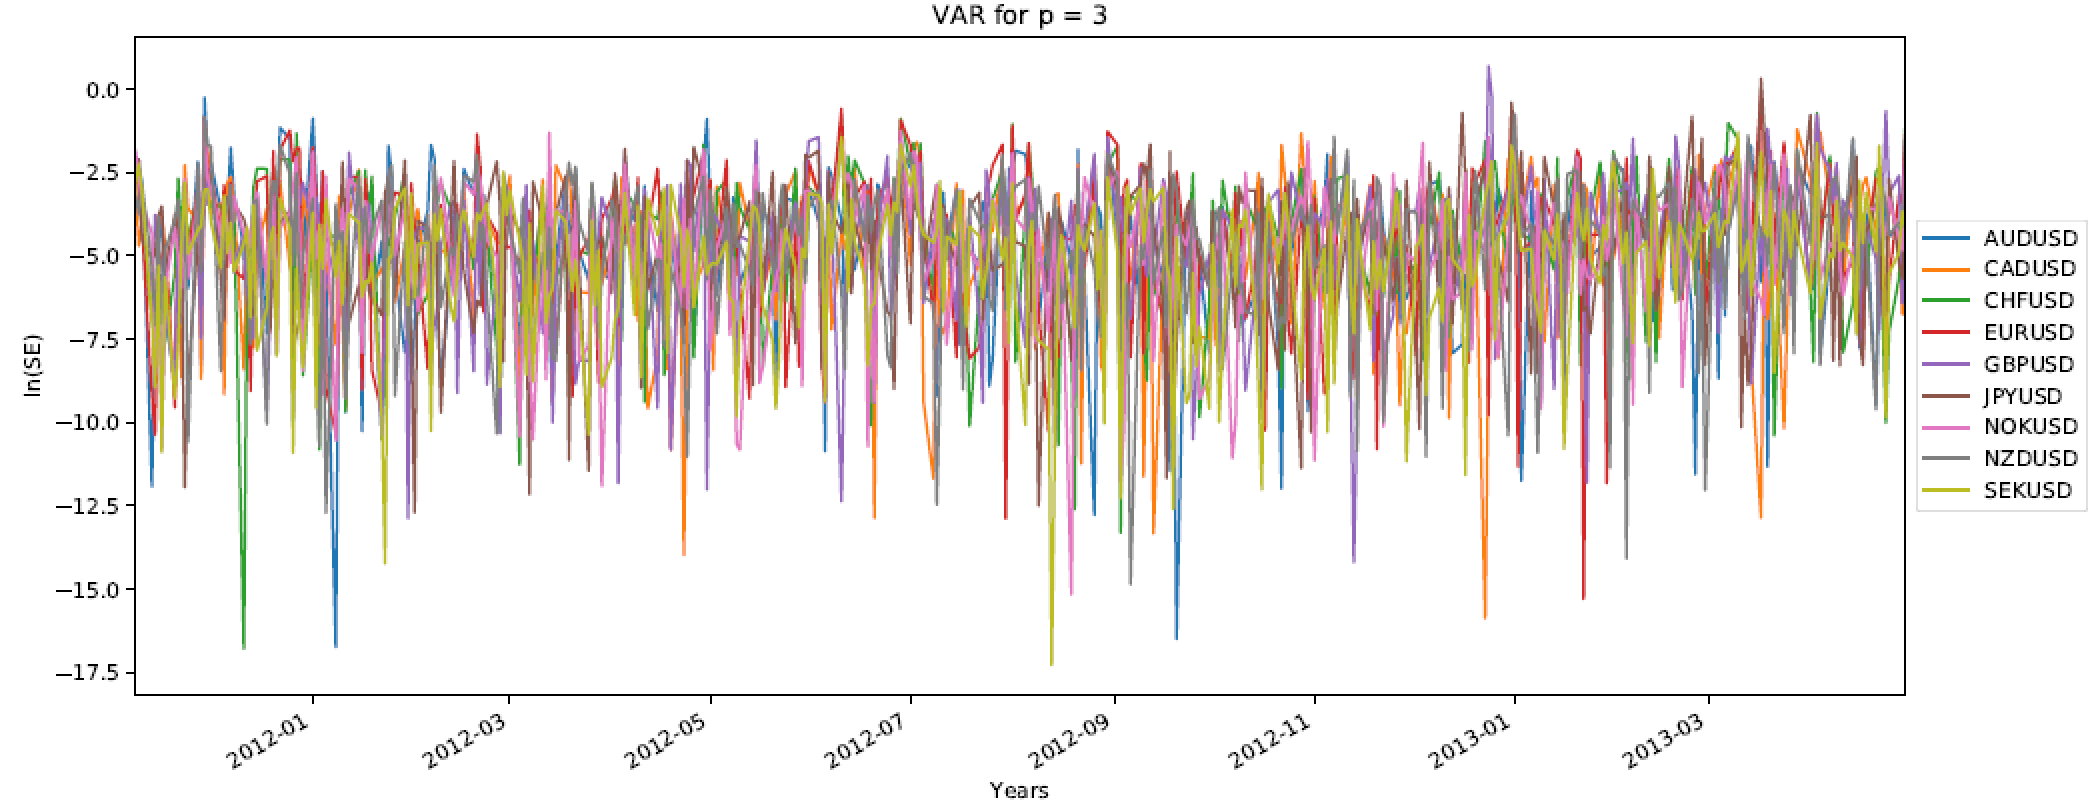 VAR for p = 3
ln(SE)
0.0
−2.5
−5.0
−7.5
−10.0
−12.5
−15.0
−17.5
2012-01
2012-03
2012-05
2012-07
2012-09
2012-11
2013-01
2013-03
Years
AUDUSD
CADUSD
CHFUSD
EURUSD
GBPUSD
JPYUSD
NOKUSD
NZDUSD
SEKUSD